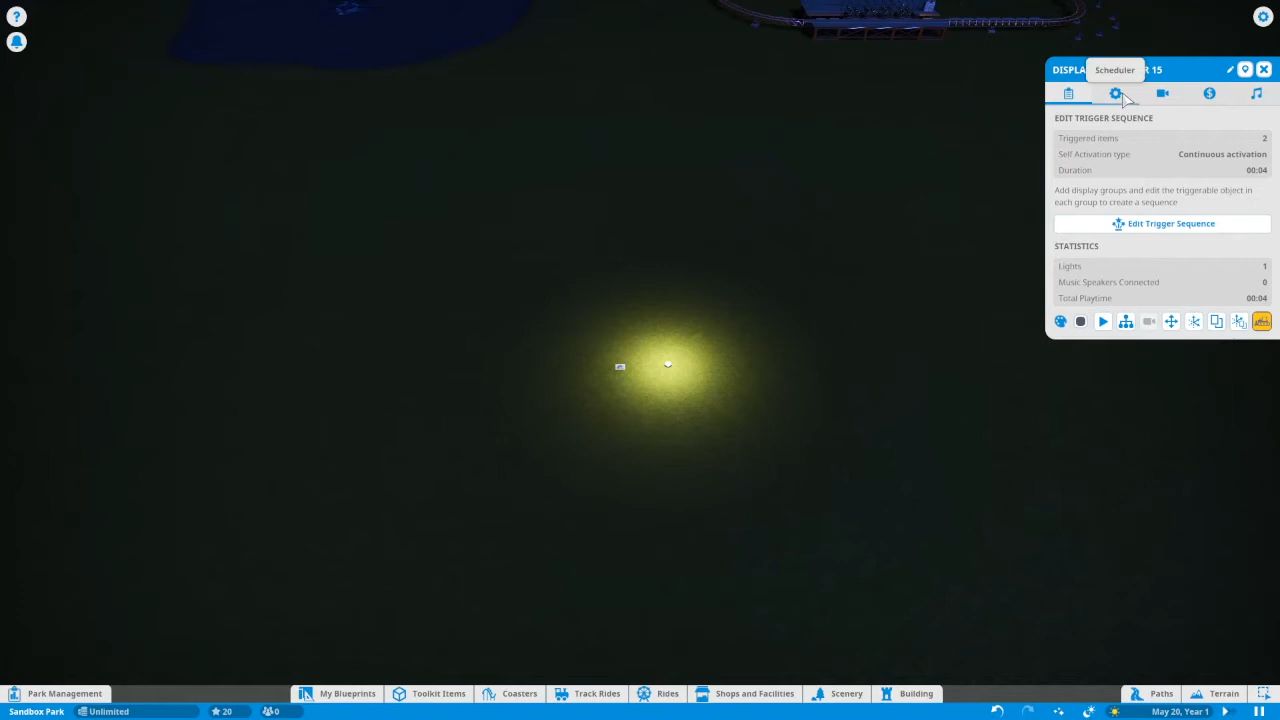 ?
DISPLA
Scheduler
R 15
EDIT TRIGGER SEQUENCE
Triggered items 2
Self Activation type Continuous activation
Duration 00:04
Add display groups and edit the triggerable object in
each group to create a sequence
Edit Trigger Sequence
STATISTICS
Lights 1
Music Speakers Connected 0
Total Playtime 00:04
Park Management My Blueprints Toolkit Items Coasters Track Rides Rides Shops and Facilities Scenery Building Paths Terrain
Sandbox Park Unlimited 20 0 May 20, Year 1